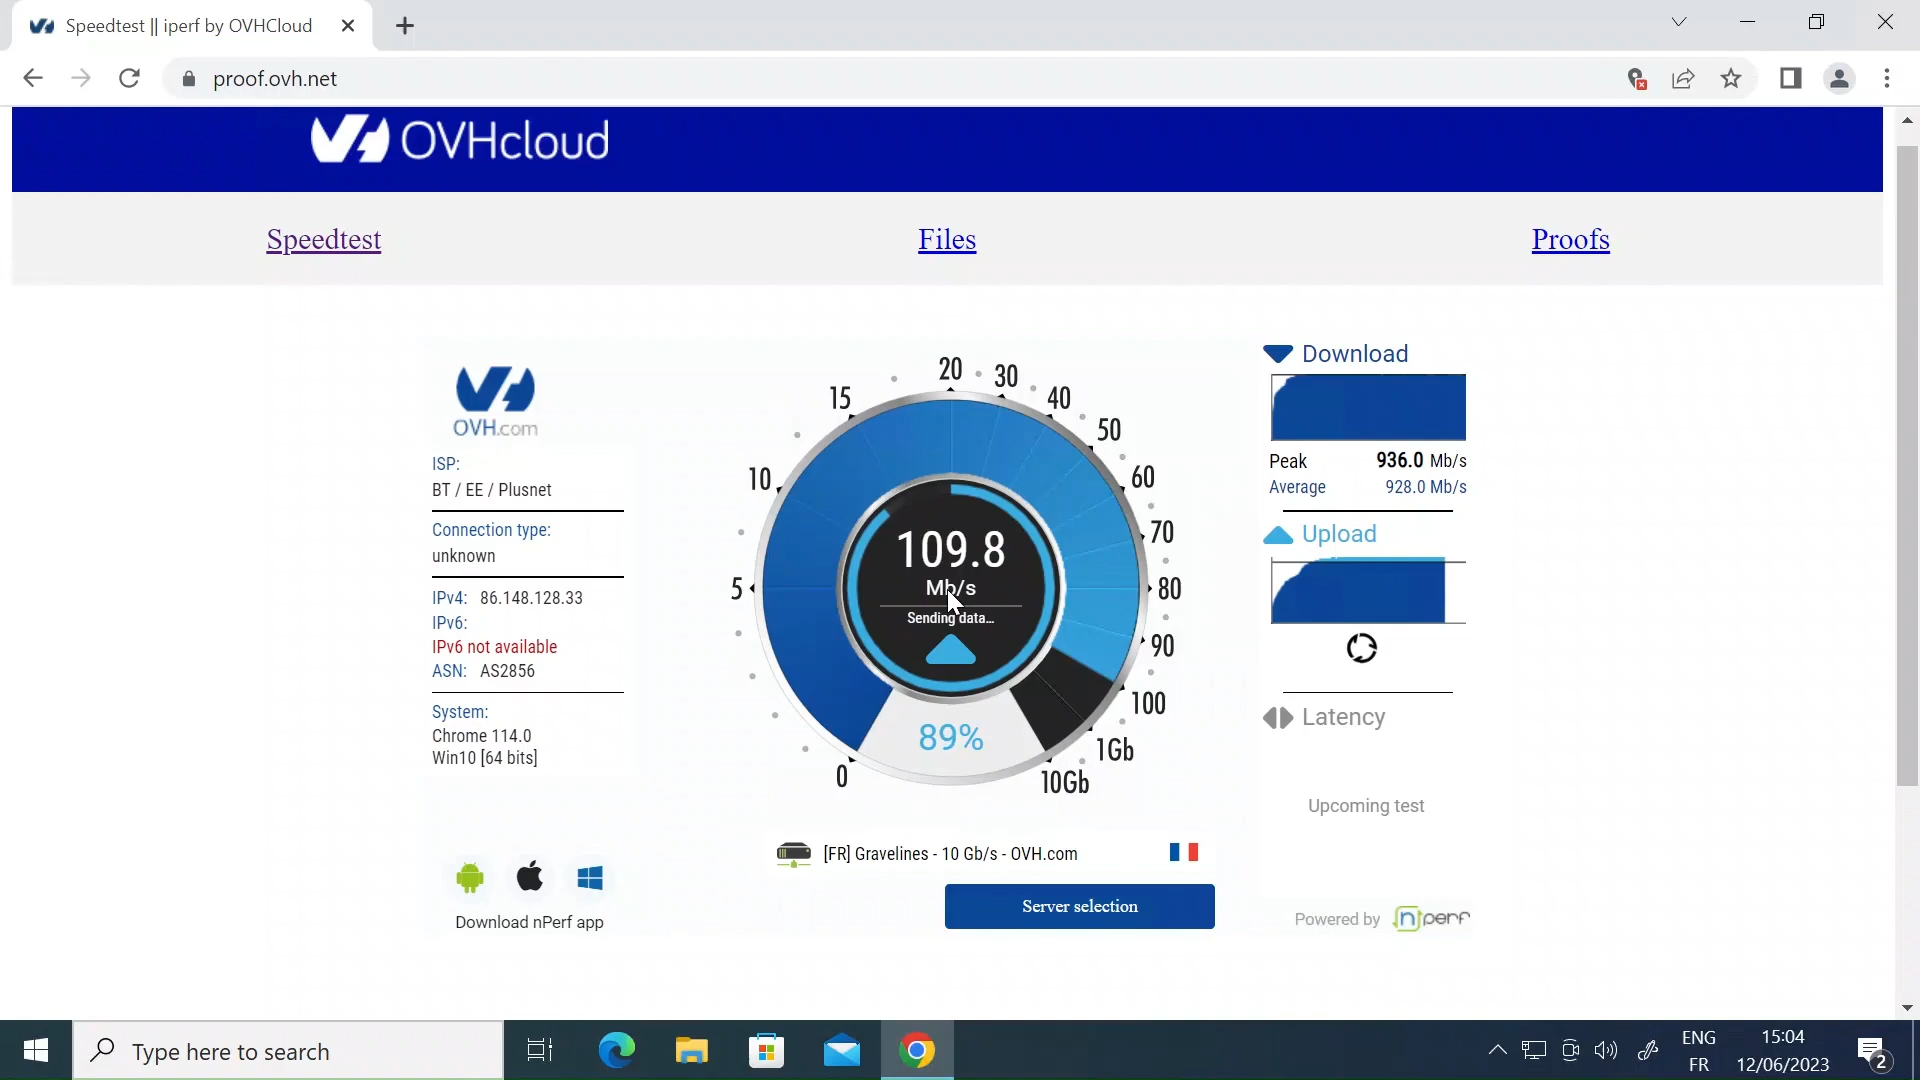 Speedtest || iperf by OVHCloud
proof.ovh.net
OVHcloud
Speedtest
Files
Proofs
OVH.com
ISP:
BT / EE / Plusnet
Connection type:
unknown
IPv4: 86.148.128.33
IPv6:
IPv6 not available
ASN: AS2856
System:
Chrome 114.0
Win10 [64 bits]
Download nPerf app
0
5
10
15
20
30
40
50
60
70
80
90
100
1Gb
10Gb
109.8
Mb/s
Sending data...
89%
[FR] Gravelines - 10 Gb/s - OVH.com
Server selection
Download
Peak 936.0 Mb/s
Average 928.0 Mb/s
Upload
Latency
Upcoming test
Powered by nperf
Type here to search
ENG
FR
15:04
12/06/2023
2